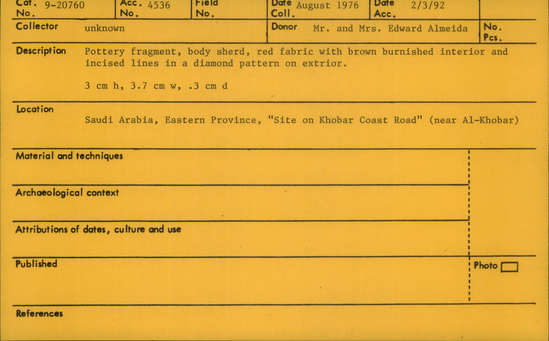 Cat. No. 9-20760 Acc. No. 4536 Field No. Date Coll. August 1976 Date Acc. 2/3/92
Collector unknown Donor Mr. and Mrs. Edward Almeida No. Pcs.
Description Pottery fragment, body sherd, red fabric with brown burnished interior and
incised lines in a diamond pattern on extrior.
3 cm h, 3.7 cm w, .3 cm d
Location
Saudi Arabia, Eastern Province, "Site on Khobar Coast Road" (near Al-Khobar)
Material and techniques
Archaeological context
Attributions of dates, culture and use
Published
Photo
References